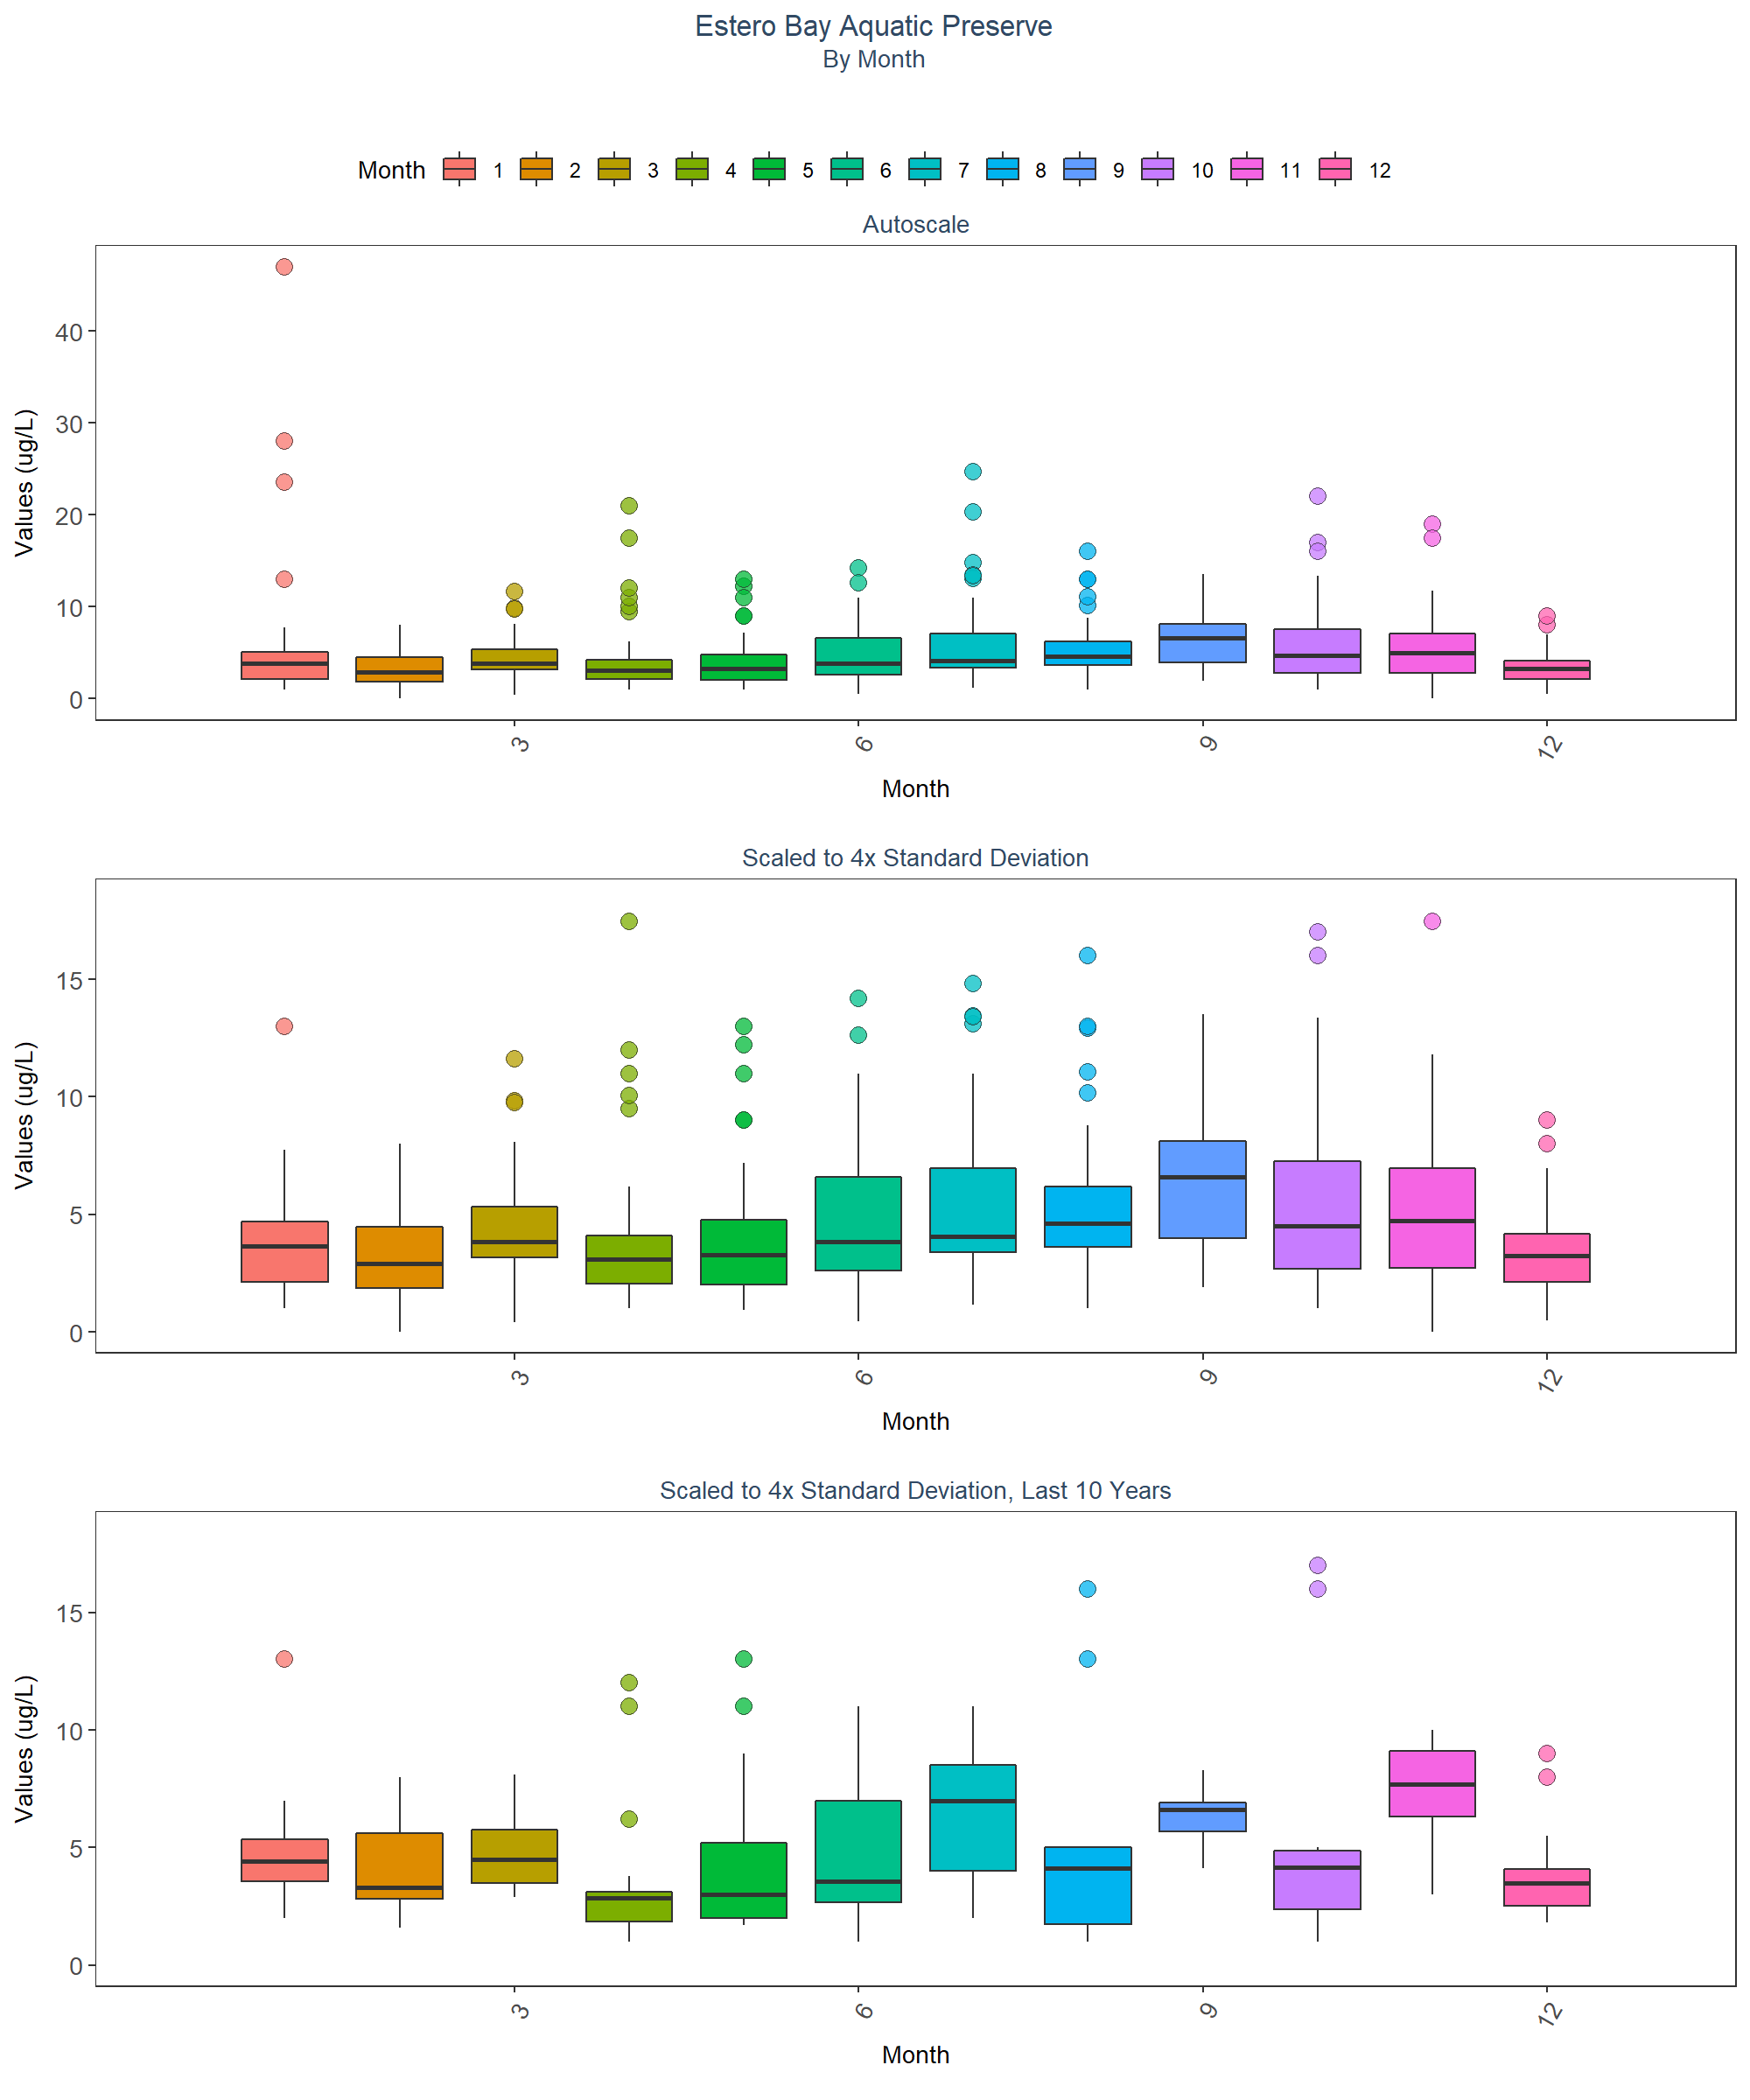 Estero Bay Aquatic Preserve
By Month
Month 1 2 3 4 5 6 7 8 9 10 11 12
Autoscale
Values (ug/L)
40
30
20
10
0
3 6 9 12
Month
Scaled to 4x Standard Deviation
Values (ug/L)
15
10
5
0
3 6 9 12
Month
Scaled to 4x Standard Deviation, Last 10 Years
Values (ug/L)
15
10
5
0
3 6 9 12
Month